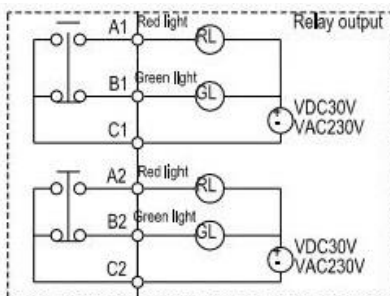 A1 Red light RL Relay output
B1 Green light GL
VDC30V
VAC230V
C1
A2 Red light RL
B2 Green light GL
VDC30V
VAC230V
C2